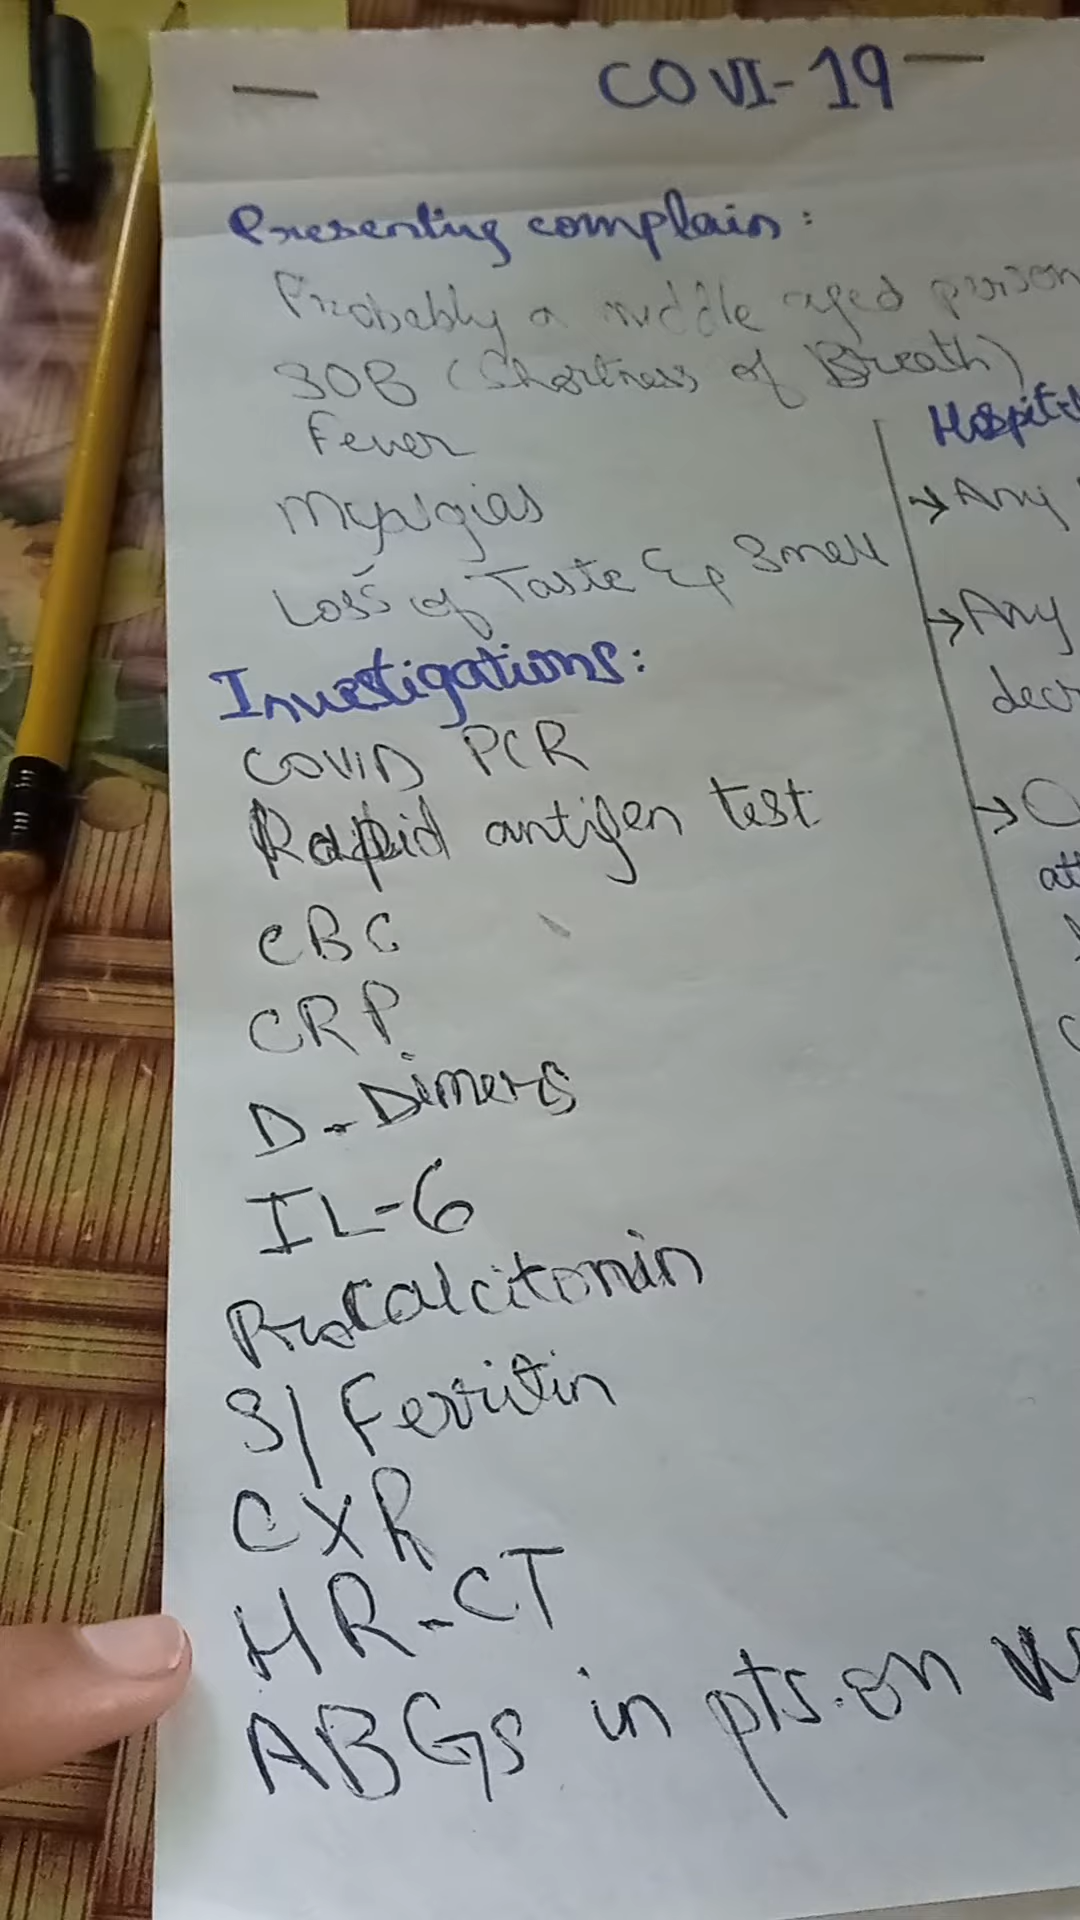 COVI-19
Presenting complain:
Probably a middle aged person
SOB (Shortness of Breath)
Fever
Myalgias
Loss of Taste & Smell
Investigations:
COVID PCR
Rapid antigen test
CBC
CRP
D-Dimers
IL-6
Procalcitonin
S/Ferritin
CXR
HR-CT
ABGs in pts. on
→ Any
→ Any